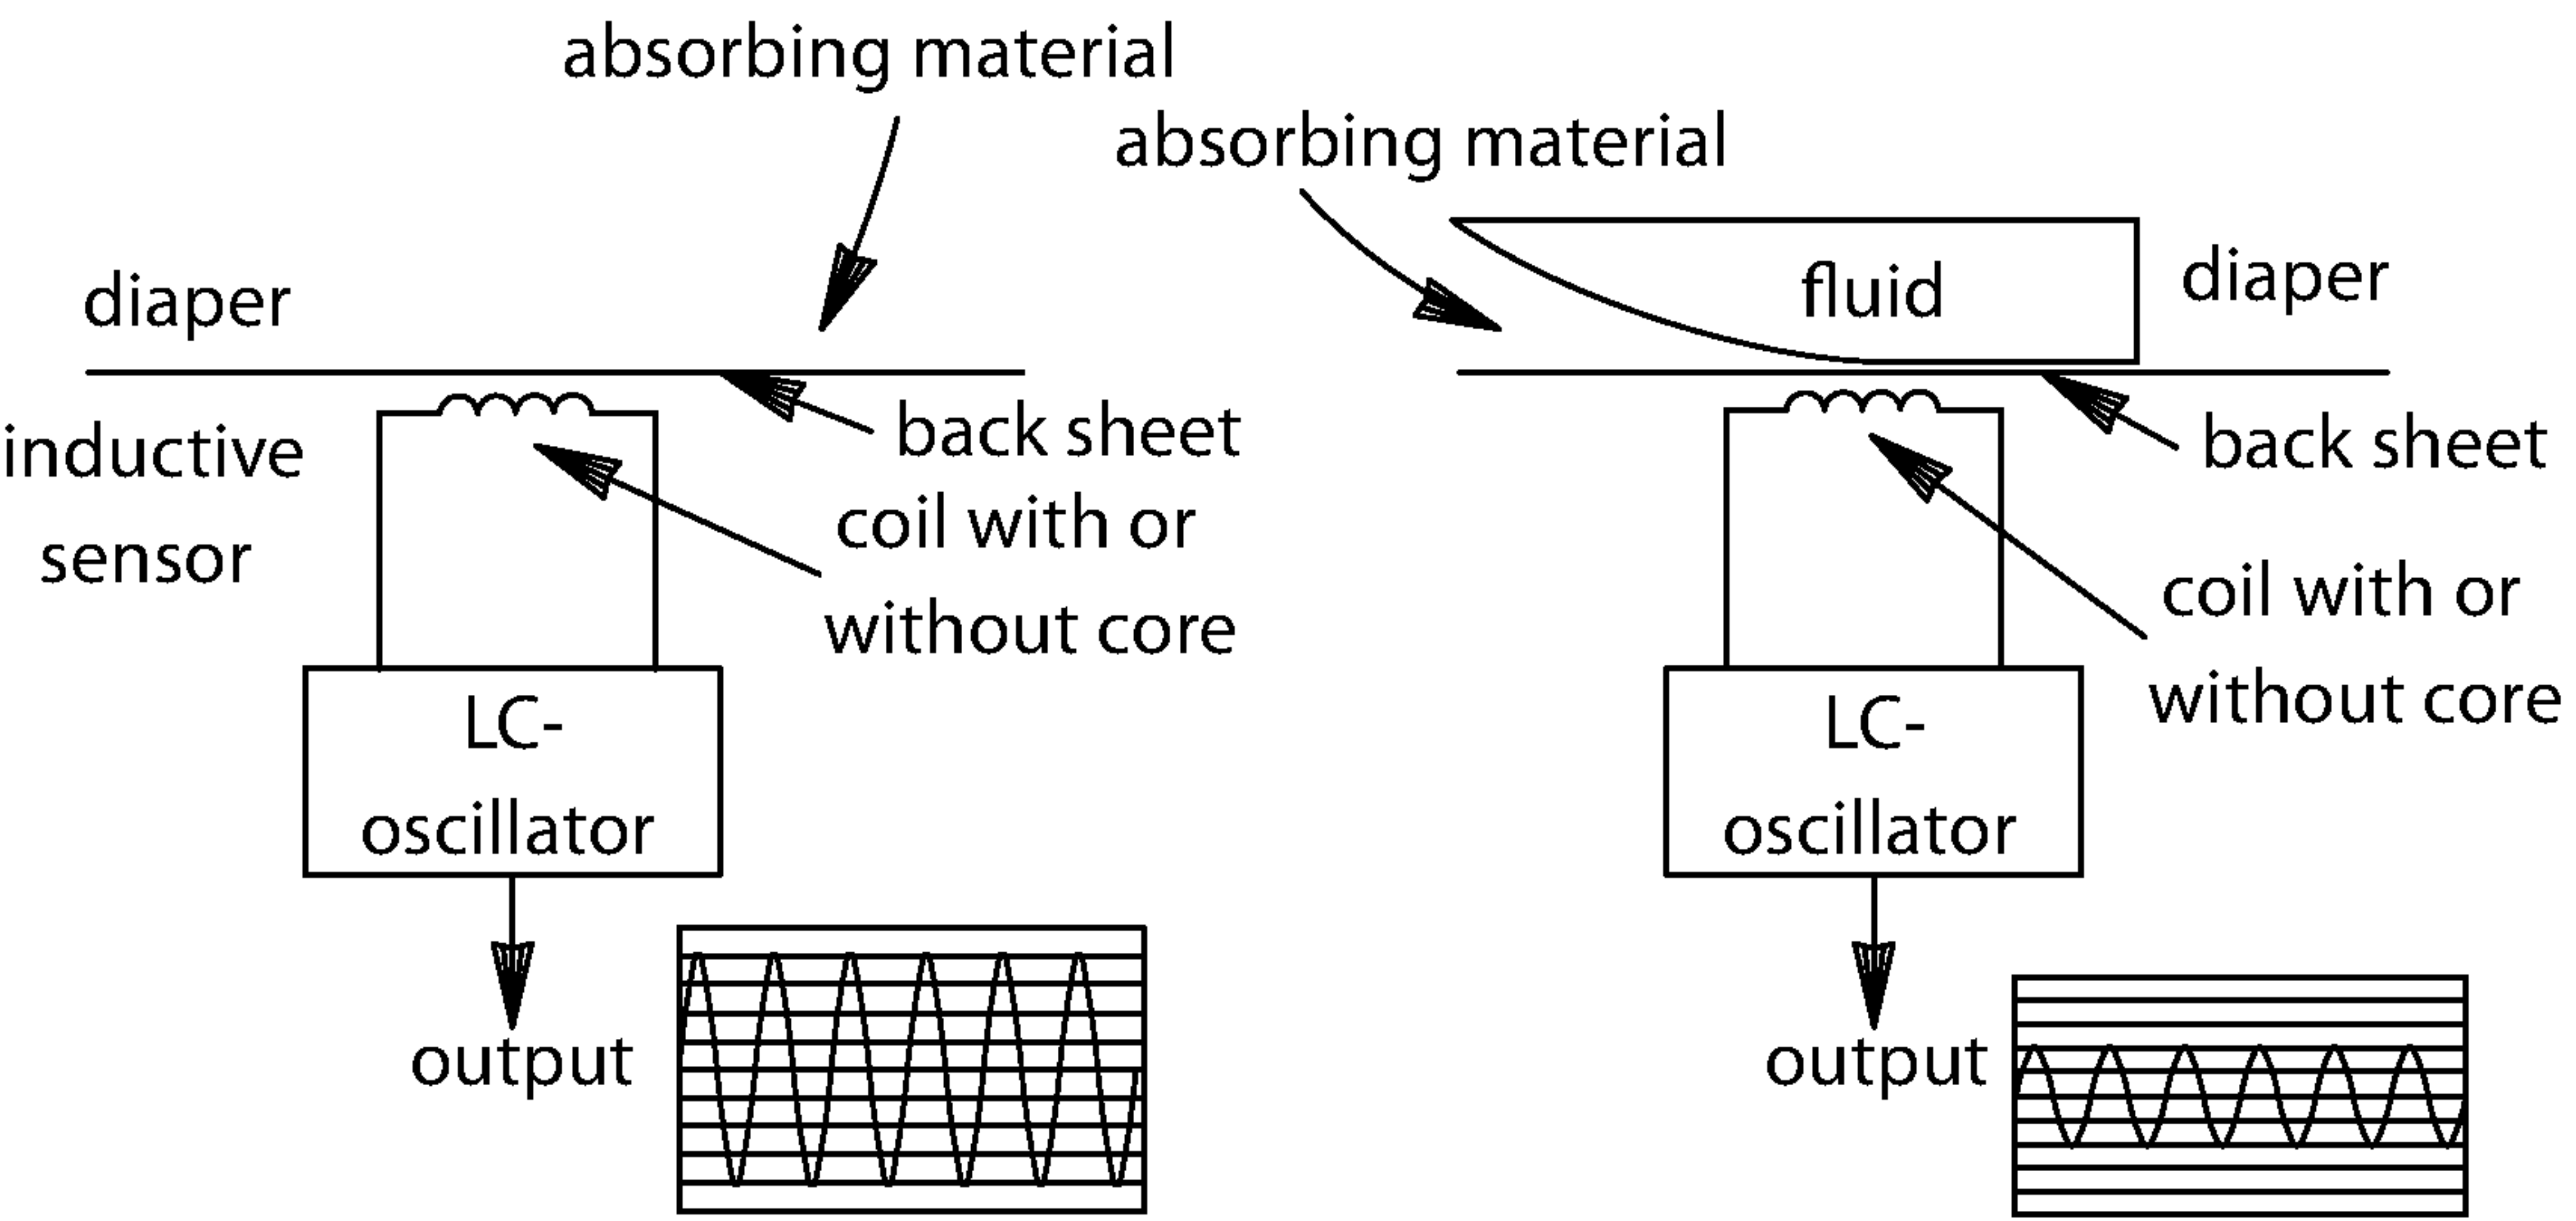 absorbing material
diaper
back sheet
inductive
sensor
coil with or
without core
LC-
oscillator
output
absorbing material
fluid
diaper
back sheet
coil with or
without core
LC-
oscillator
output